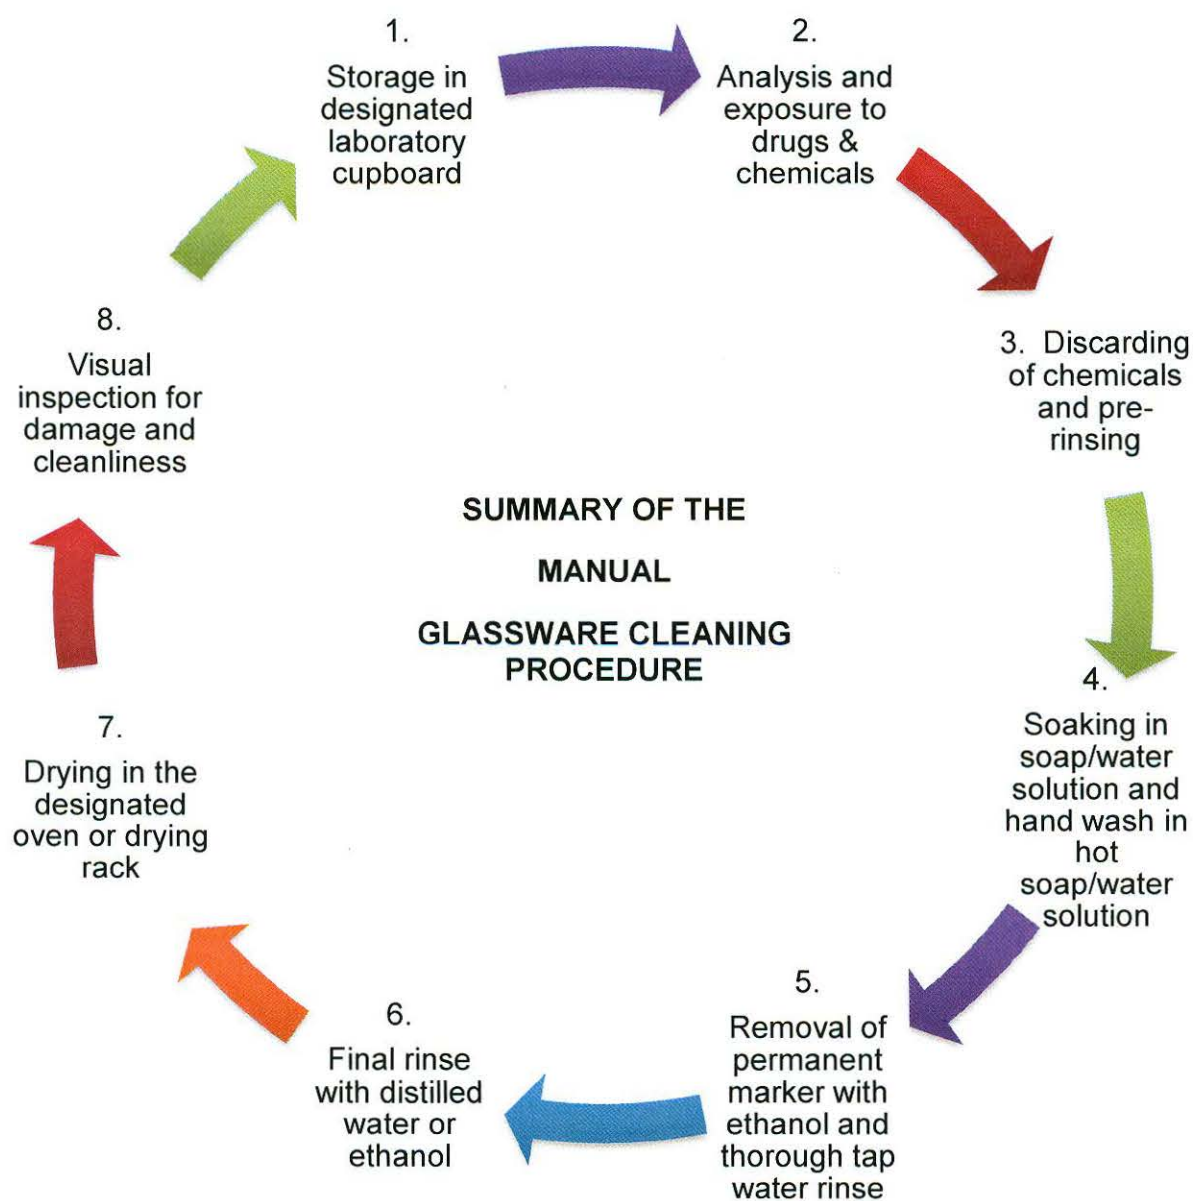 1.
Storage in
designated
laboratory
cupboard
2.
Analysis and
exposure to
drugs &
chemicals
3. Discarding
of chemicals
and pre-
rinsing
4.
Soaking in
soap/water
solution and
hand wash in
hot
soap/water
solution
5.
Removal of
permanent
marker with
ethanol and
thorough tap
water rinse
6.
Final rinse
with distilled
water or
ethanol
7.
Drying in the
designated
oven or drying
rack
8.
Visual
inspection for
damage and
cleanliness
SUMMARY OF THE
MANUAL
GLASSWARE CLEANING
PROCEDURE